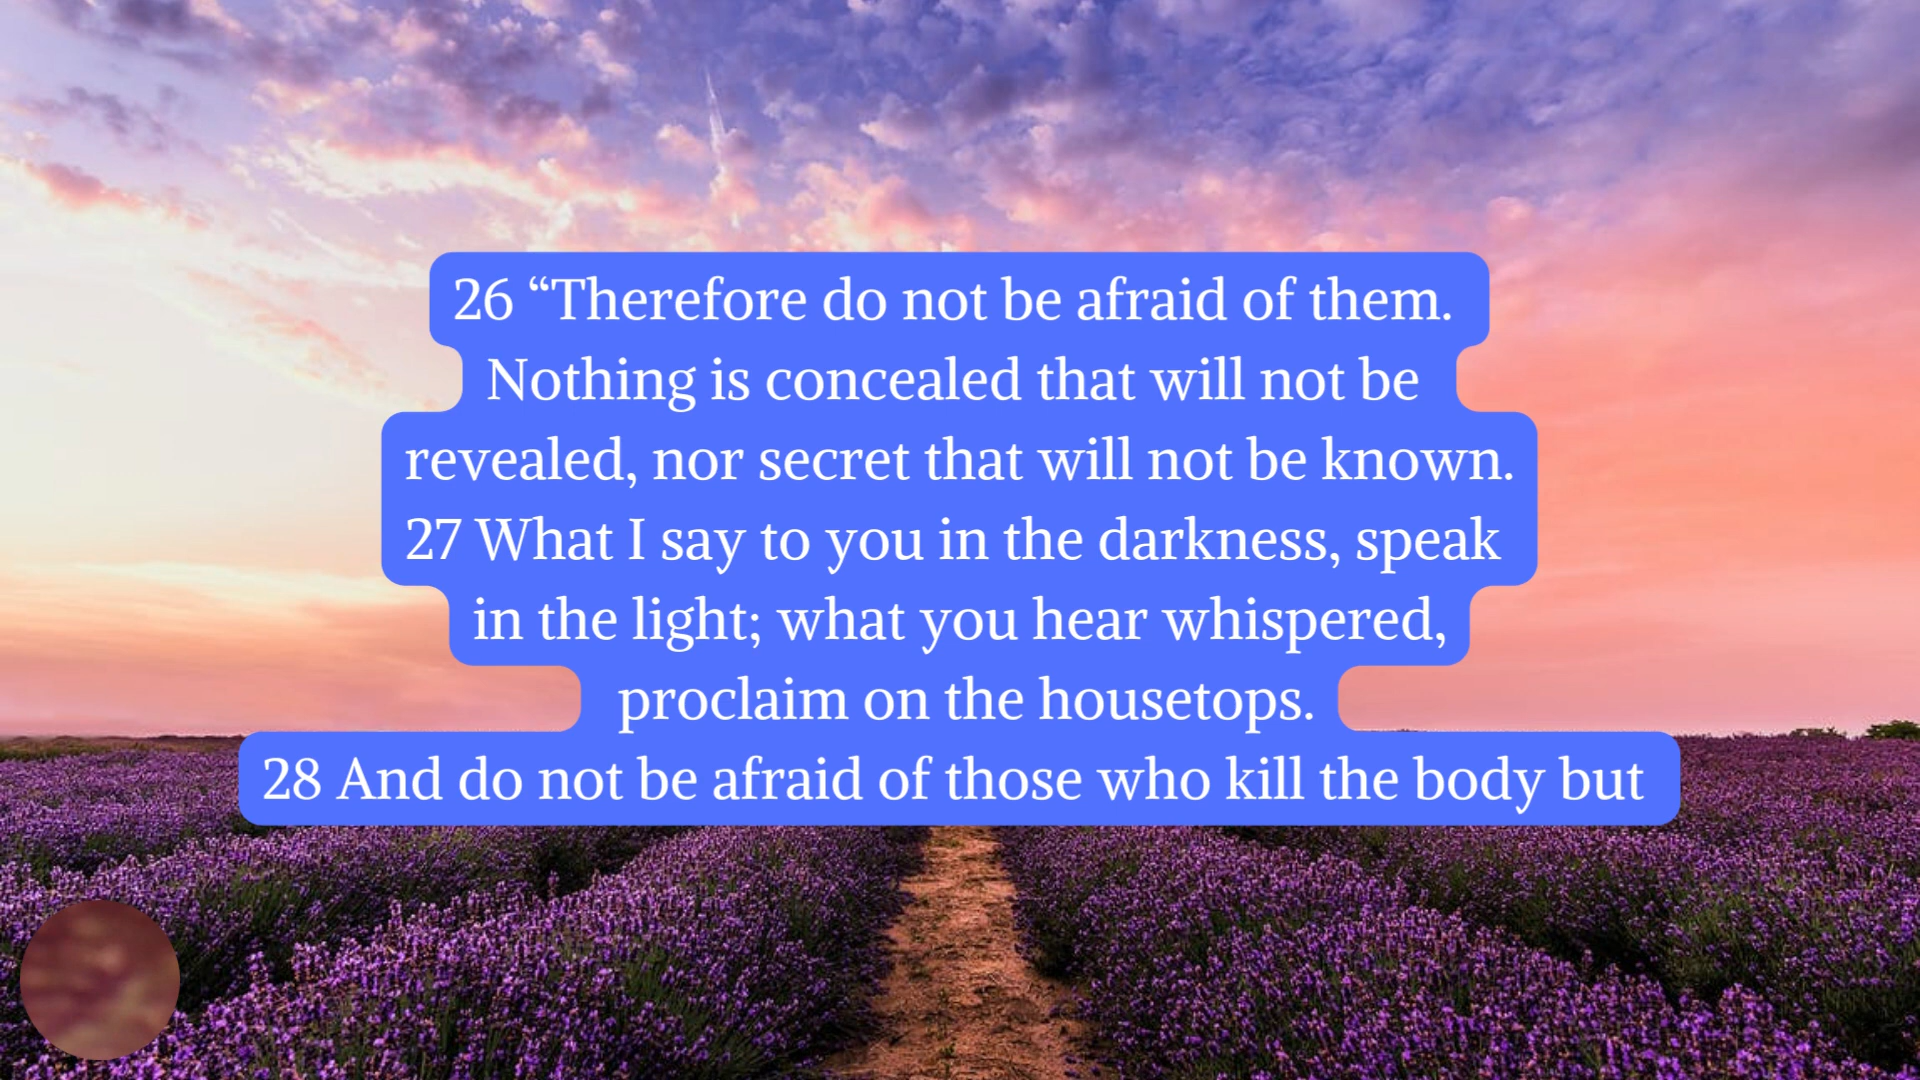 26 “Therefore do not be afraid of them.
Nothing is concealed that will not be
revealed, nor secret that will not be known.
27 What I say to you in the darkness, speak
in the light; what you hear whispered,
proclaim on the housetops.
28 And do not be afraid of those who kill the body but